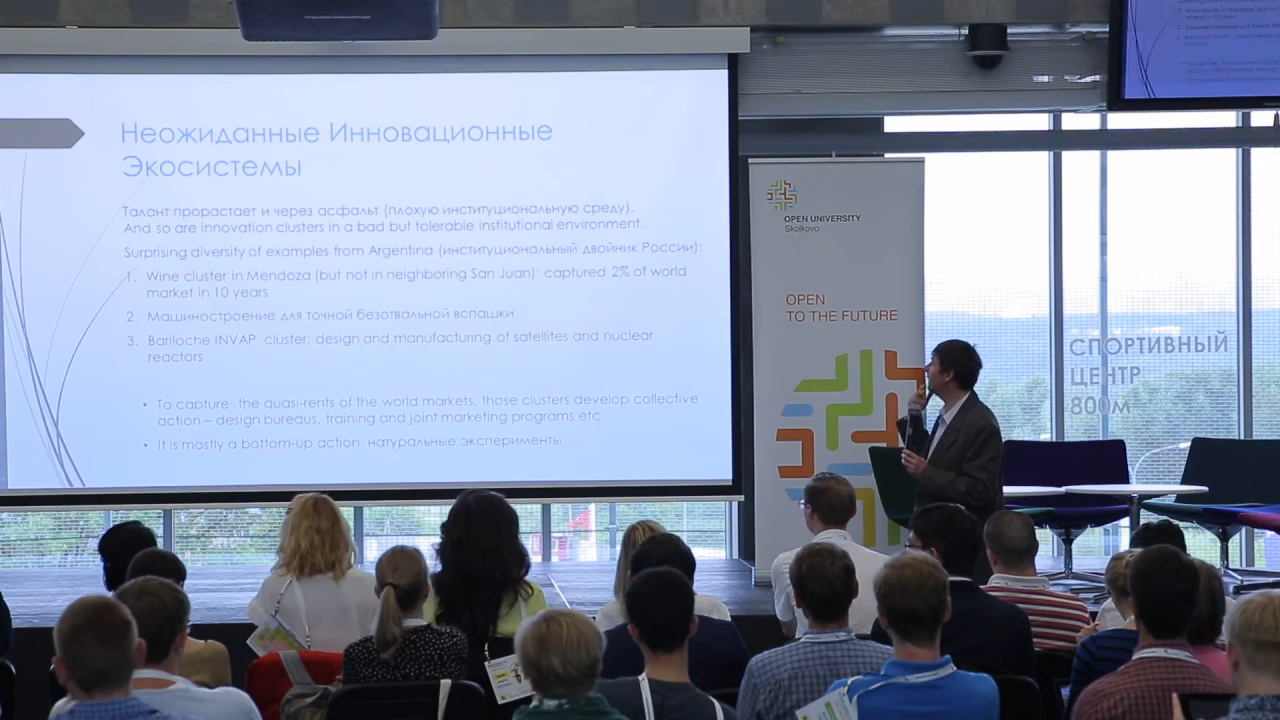 Неожиданные Инновационные
Экосистемы
Талант прорастает и через асфальт (плохую институциональную среду).
And so are innovation clusters in a bad but tolerable institutional environment.
Surprising diversity of examples from Argentina (институциональный двойник России):
1. Wine cluster in Mendoza (but not in neighboring San Juan): captured 2% of world
market in 10 years
2. Машиностроение для точной безотвальной вспашки
3. Bariloche INVAP cluster: design and manufacturing of satellites and nuclear
reactors
• To capture the quasi-rents of the world market, such clusters develop collective
action – design bureaus, training and joint marketing programs etc.
• It is mostly a bottom-up action: натуральные эксперименты
OPEN UNIVERSITY
Skolkovo
OPEN
TO THE FUTURE
СПОРТИВНЫЙ
ЦЕНТР
800м